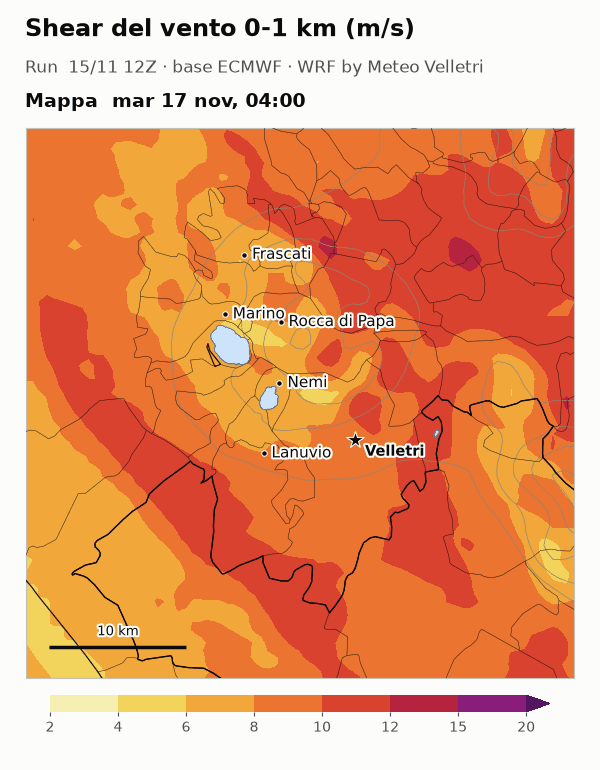 Shear del vento 0-1 km (m/s)
Run  15/11 12Z · base ECMWF · WRF by Meteo Velletri
Mappa  mar 17 nov, 04:00
Frascati
Marino
Rocca di Papa
Nemi
Velletri
Lanuvio
10 km
2 4 6 8 10 12 15 20